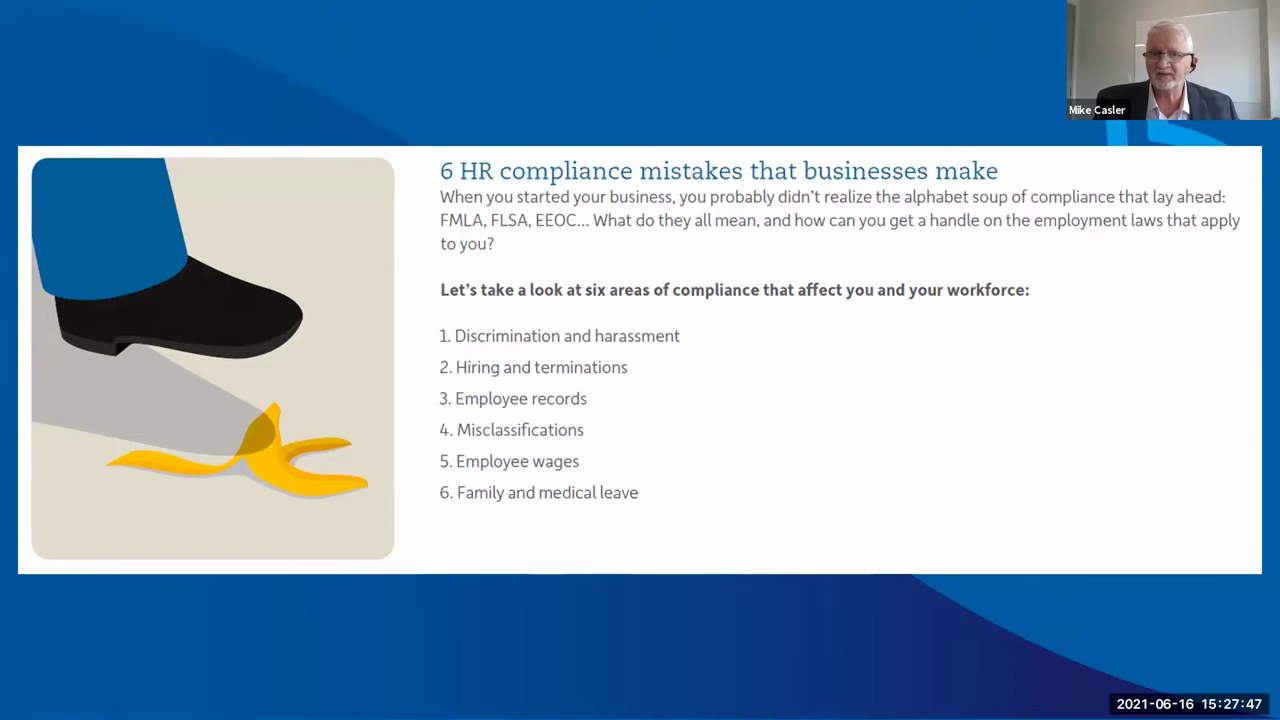 Mike Casler
6 HR compliance mistakes that businesses make
When you started your business, you probably didn’t realize the alphabet soup of compliance that lay ahead:
FMLA, FLSA, EEOC... What do they all mean, and how can you get a handle on the employment laws that apply
to you?
Let’s take a look at six areas of compliance that affect you and your workforce:
1. Discrimination and harassment
2. Hiring and terminations
3. Employee records
4. Misclassifications
5. Employee wages
6. Family and medical leave
2021-06-16 15:27:47